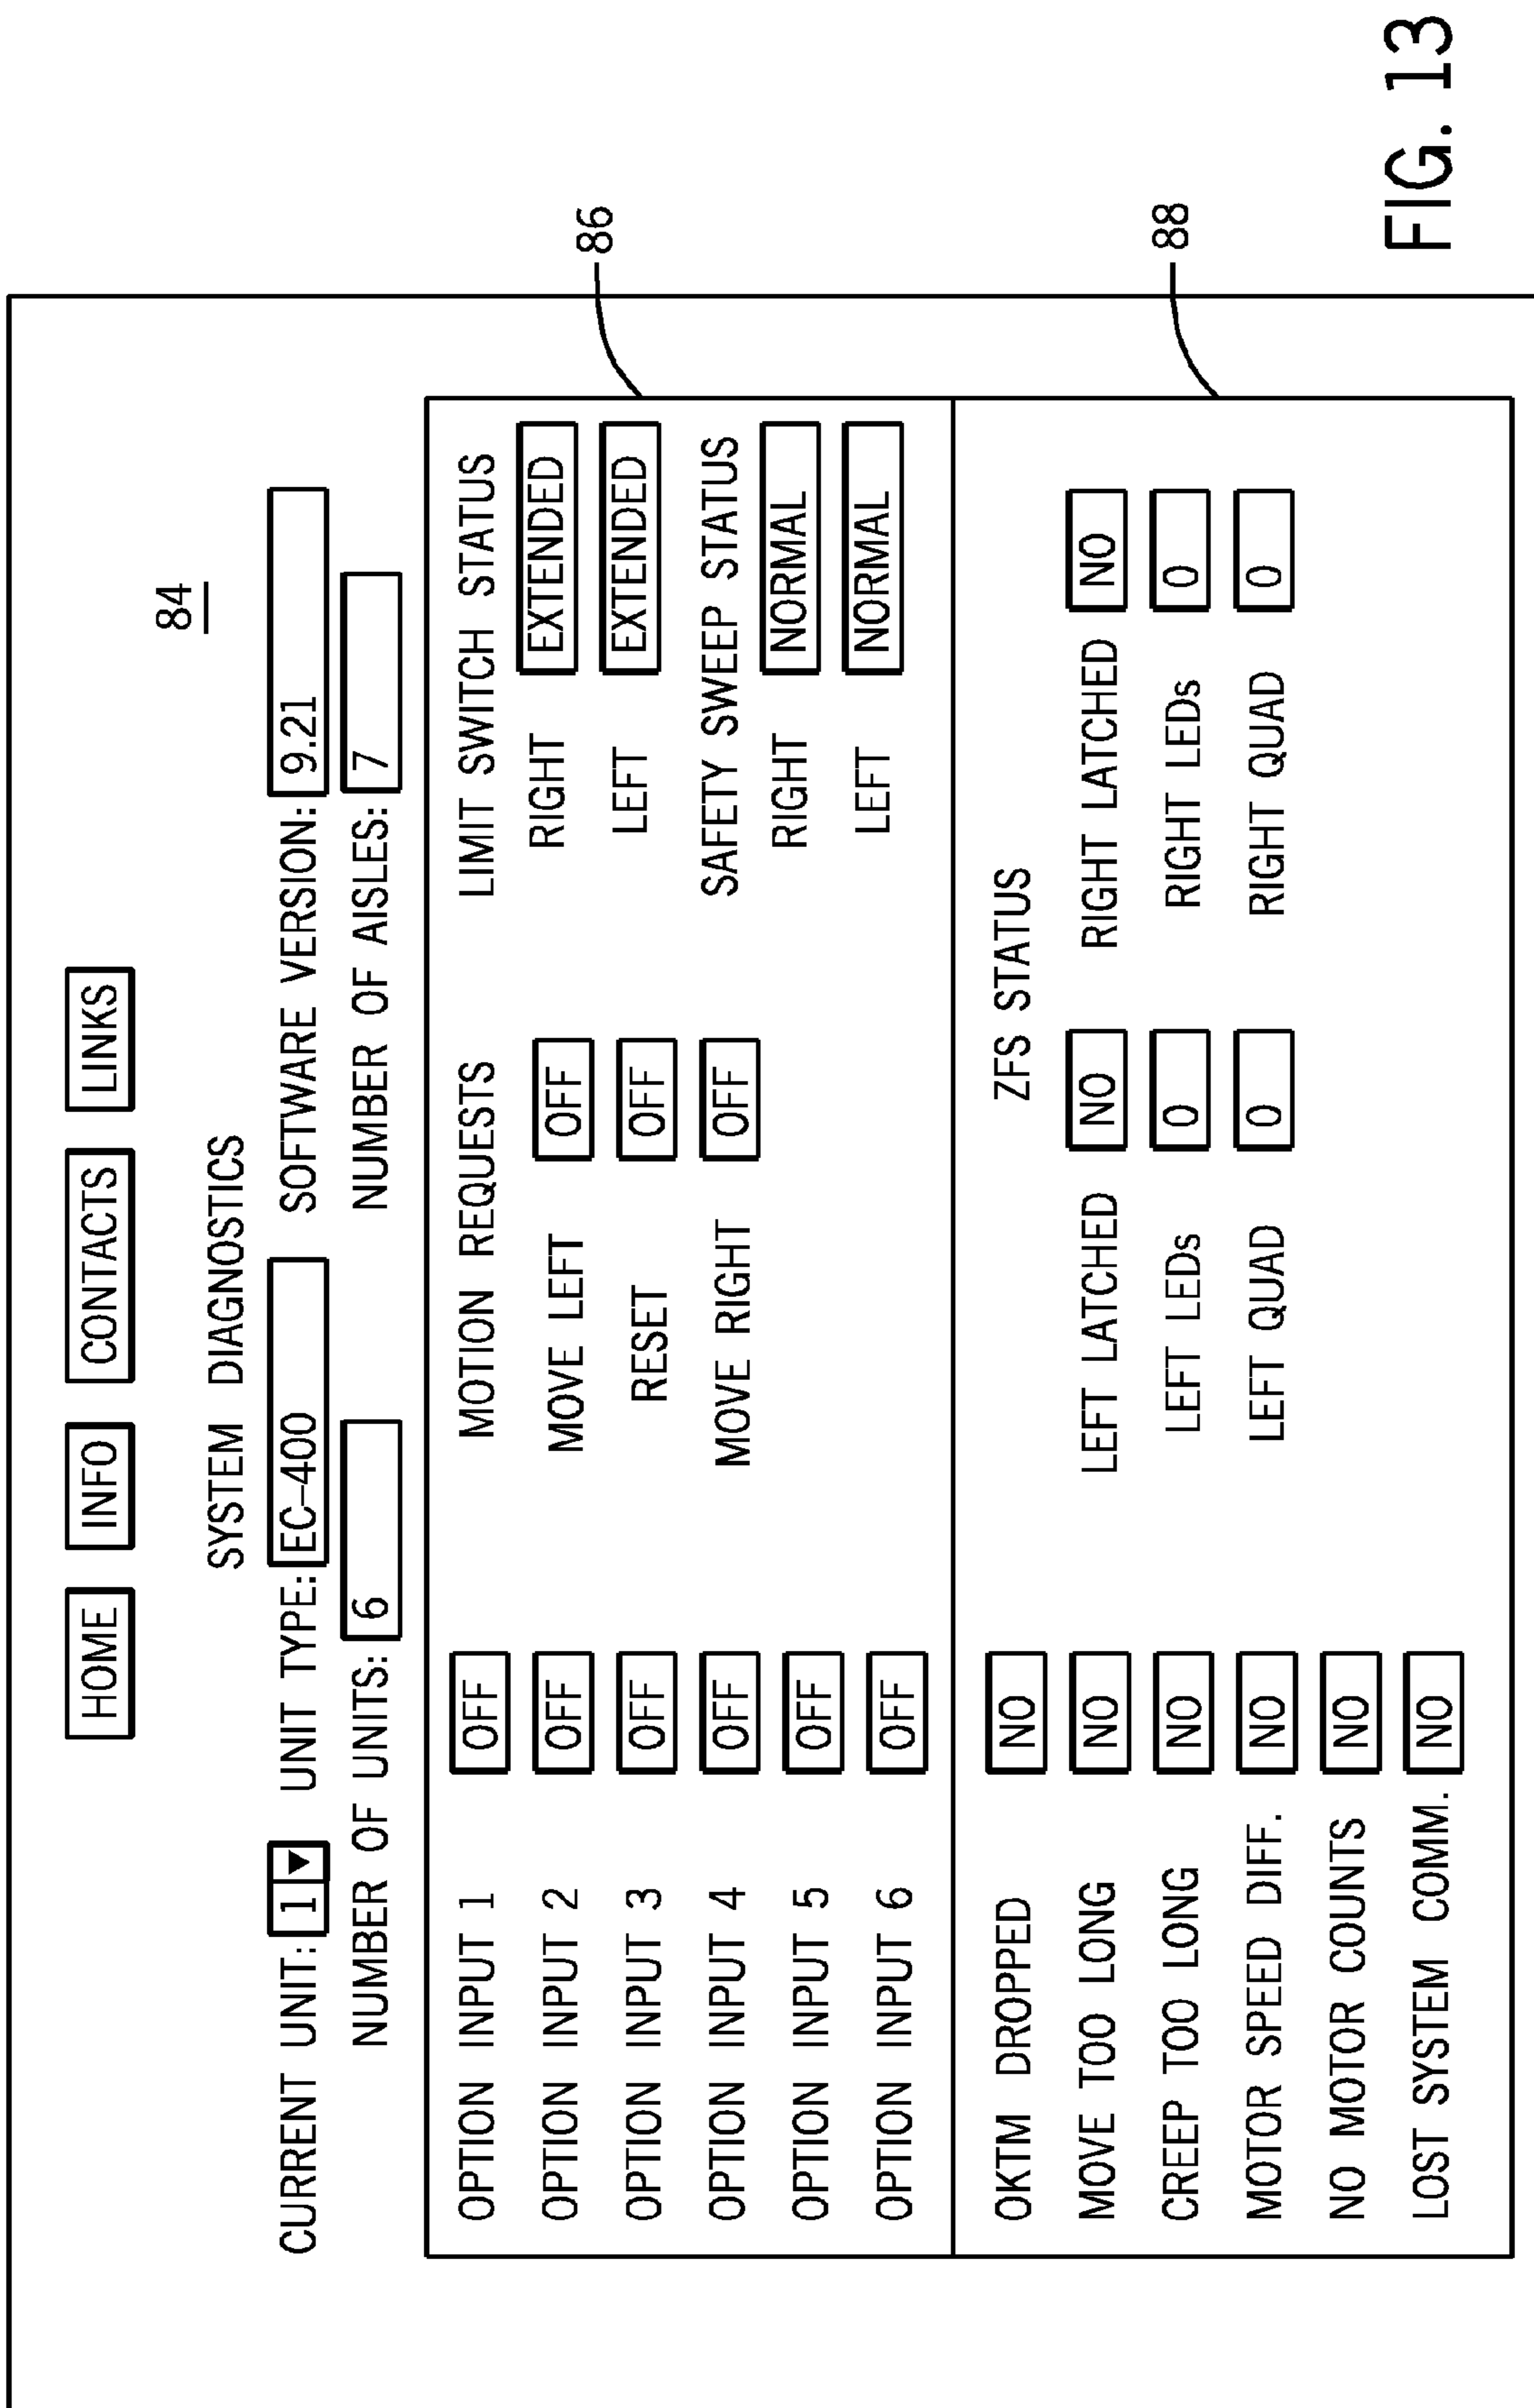 HOME INFO CONTACTS LINKS
84
SYSTEM DIAGNOSTICS
CURRENT UNIT: 1 ▼ UNIT TYPE: EC-400 SOFTWARE VERSION: 9.21
NUMBER OF UNITS: 6 NUMBER OF AISLES: 7
OPTION INPUT 1 OFF
OPTION INPUT 2 OFF
OPTION INPUT 3 OFF
OPTION INPUT 4 OFF
OPTION INPUT 5 OFF
OPTION INPUT 6 OFF
MOTION REQUESTS
MOVE LEFT OFF
RESET OFF
MOVE RIGHT OFF
LIMIT SWITCH STATUS
RIGHT EXTENDED
LEFT EXTENDED
SAFETY SWEEP STATUS
RIGHT NORMAL
LEFT NORMAL
86
OKTM DROPPED NO
MOVE TOO LONG NO
CREEP TOO LONG NO
MOTOR SPEED DIFF. NO
NO MOTOR COUNTS NO
LOST SYSTEM COMM. NO
ZFS STATUS
LEFT LATCHED NO RIGHT LATCHED NO
LEFT LEDs 0 RIGHT LEDs 0
LEFT QUAD 0 RIGHT QUAD 0
88
FIG. 13